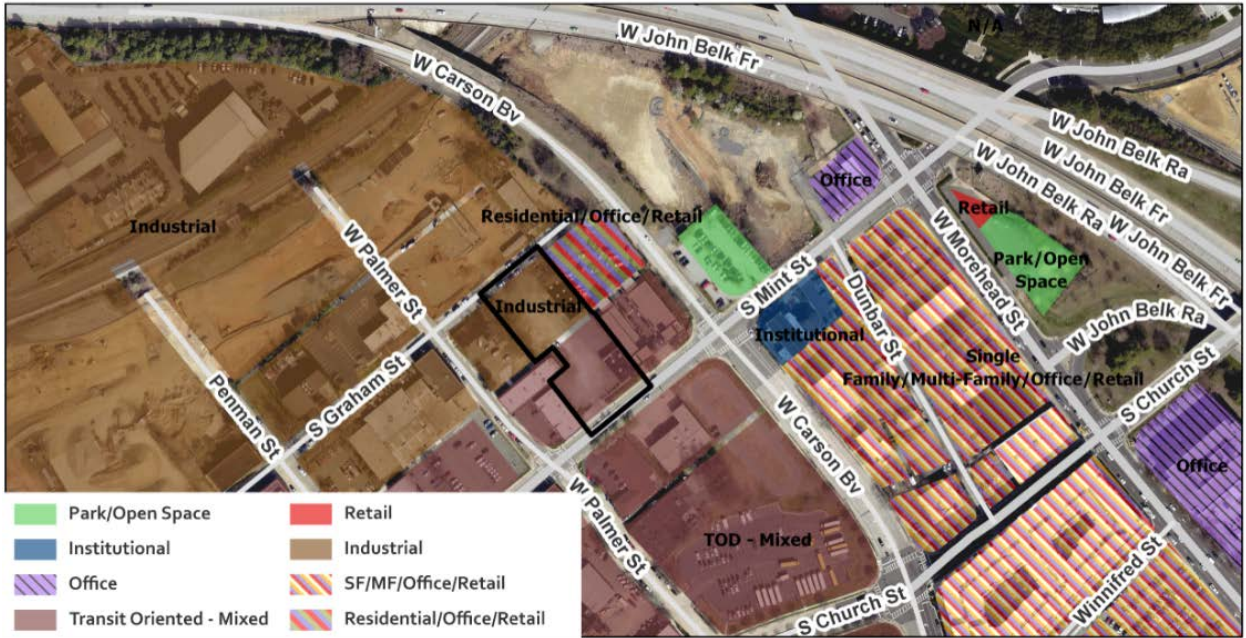 N/A
W John Belk Fr
W Carson Bv
W John Belk Ra
W John Belk Fr
W John Belk Ra
W John Belk Fr
W John Belk Fr
Office
Retail
Residential/Office/Retail
Industrial
W Palmer St
W Morehead St
Park/Open
Space
S Mint St
Dunbar St
Industrial
Institutional
W John Belk Ra
Single
Family/Multi-Family/Office/Retail
S Church St
Penman St
S Graham St
W Carson Bv
Office
W Palmer St
TOD - Mixed
Winnifred St
S Church St
Park/Open Space
Retail
Institutional
Industrial
Office
SF/MF/Office/Retail
Transit Oriented - Mixed
Residential/Office/Retail